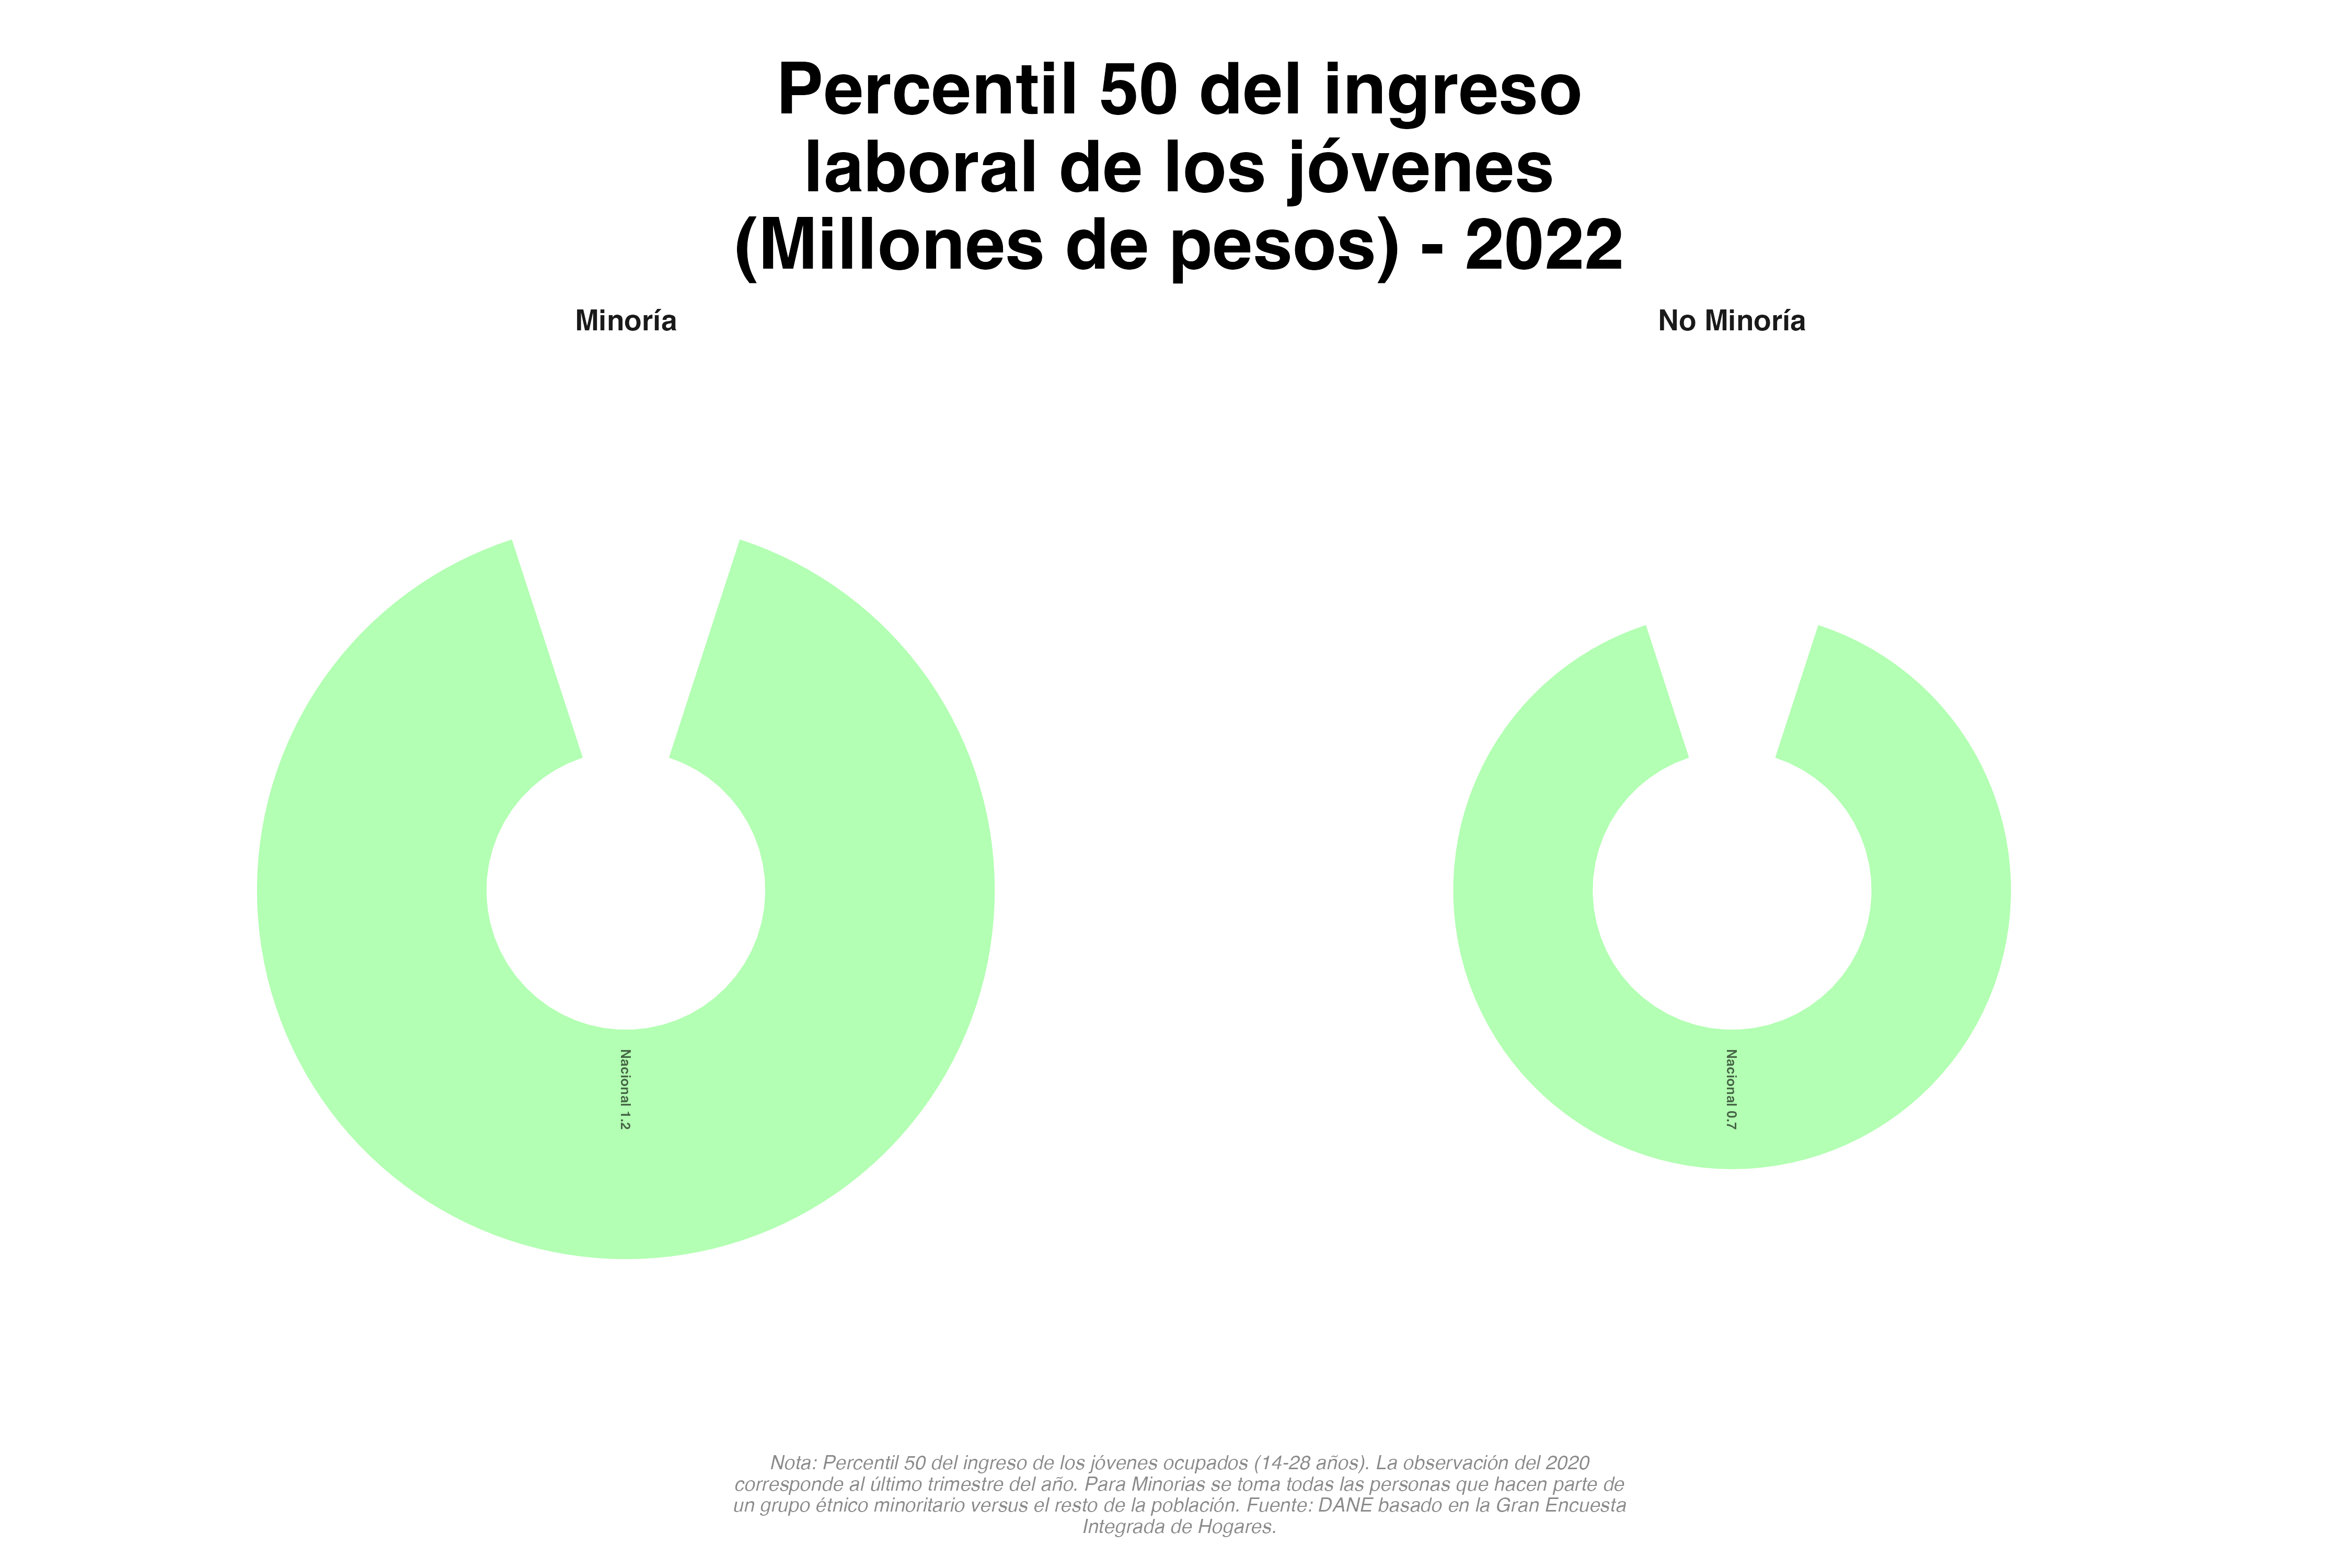 Percentil 50 del ingreso
laboral de los jóvenes
(Millones de pesos) - 2022
Minoría
No Minoría
Nacional 1.2
Nacional 0.7
Nota: Percentil 50 del ingreso de los jóvenes ocupados (14-28 años). La observación del 2020
corresponde al último trimestre del año. Para Minorias se toma todas las personas que hacen parte de
un grupo étnico minoritario versus el resto de la población. Fuente: DANE basado en la Gran Encuesta
Integrada de Hogares.